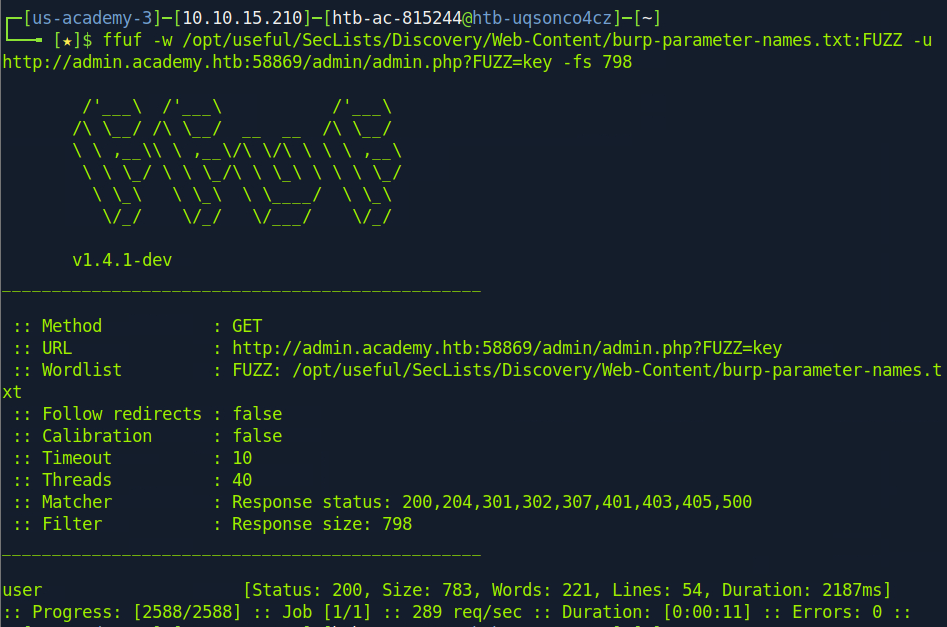 ┌─[us-academy-3]─[10.10.15.210]─[htb-ac-815244@htb-uqsonco4cz]─[~]
└──╼ [★]$ ffuf -w /opt/useful/SecLists/Discovery/Web-Content/burp-parameter-names.txt:FUZZ -u
http://admin.academy.htb:58869/admin/admin.php?FUZZ=key -fs 798
v1.4.1-dev
________________________________________________
:: Method : GET
:: URL : http://admin.academy.htb:58869/admin/admin.php?FUZZ=key
:: Wordlist : FUZZ: /opt/useful/SecLists/Discovery/Web-Content/burp-parameter-names.t
xt
:: Follow redirects : false
:: Calibration : false
:: Timeout : 10
:: Threads : 40
:: Matcher : Response status: 200,204,301,302,307,401,403,405,500
:: Filter : Response size: 798
________________________________________________
user [Status: 200, Size: 783, Words: 221, Lines: 54, Duration: 2187ms]
:: Progress: [2588/2588] :: Job [1/1] :: 289 req/sec :: Duration: [0:00:11] :: Errors: 0 ::